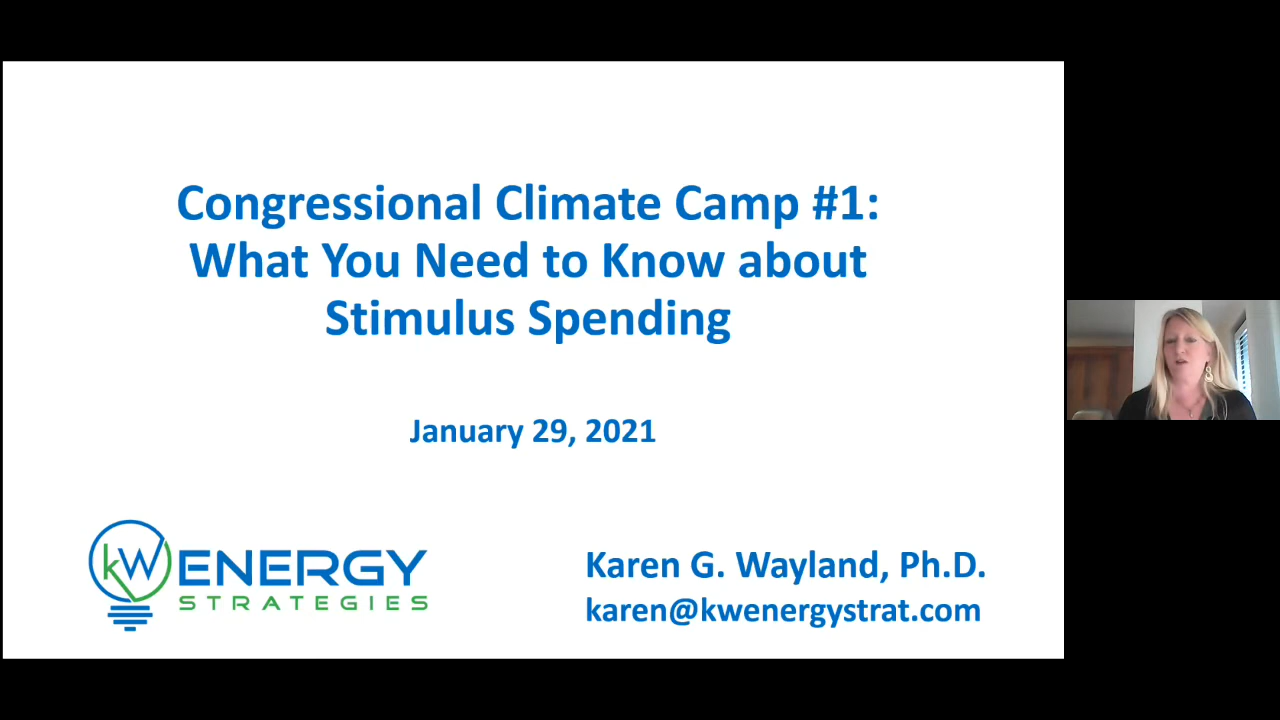 Congressional Climate Camp #1:
What You Need to Know about
Stimulus Spending
January 29, 2021
kW ENERGY
STRATEGIES
Karen G. Wayland, Ph.D.
karen@kwenergystrat.com